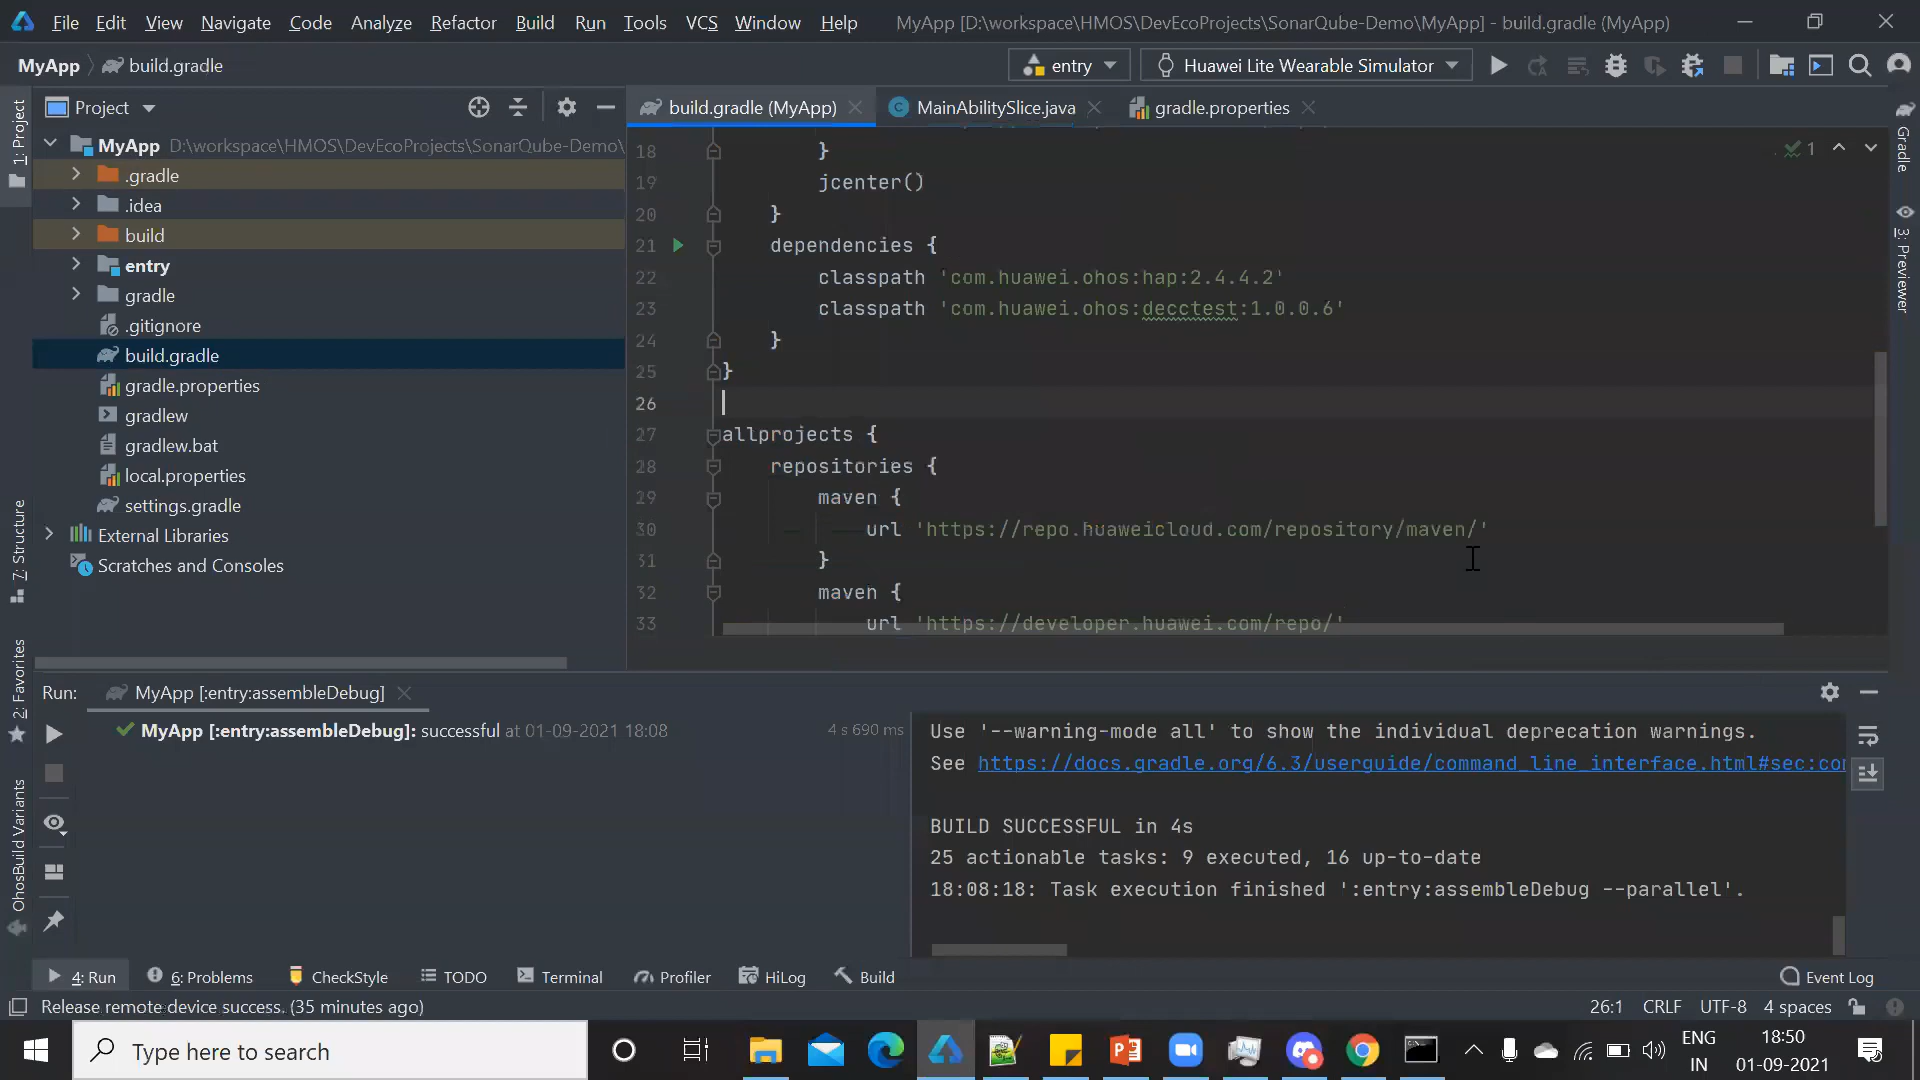 File Edit View Navigate Code Analyze Refactor Build Run Tools VCS Window Help MyApp [D:\workspace\HMOS\DevEcoProjects\SonarQube-Demo\MyApp] - build.gradle (MyApp)
MyApp build.gradle entry Huawei Lite Wearable Simulator
Project build.gradle (MyApp) MainAbilitySlice.java gradle.properties
1: Project
7: Structure
2: Favorites
OhosBuild Variants
MyApp D:\workspace\HMOS\DevEcoProjects\SonarQube-Demo\
.gradle
.idea
build
entry
gradle
.gitignore
build.gradle
gradle.properties
gradlew
gradlew.bat
local.properties
settings.gradle
External Libraries
Scratches and Consoles
18 }
19 jcenter()
20 }
21 dependencies {
22 classpath 'com.huawei.ohos:hap:2.4.4.2'
23 classpath 'com.huawei.ohos:decctest:1.0.0.6'
24 }
25 }
26
27 allprojects {
28 repositories {
29 maven {
30 url 'https://repo.huaweicloud.com/repository/maven/'
31 }
32 maven {
33 url 'https://developer.huawei.com/repo/'
1
Gradle
3: Previewer
Run: MyApp [:entry:assembleDebug]
MyApp [:entry:assembleDebug]: successful at 01-09-2021 18:08 4 s 690 ms
Use '--warning-mode all' to show the individual deprecation warnings.
See https://docs.gradle.org/6.3/userguide/command_line_interface.html#sec:co
BUILD SUCCESSFUL in 4s
25 actionable tasks: 9 executed, 16 up-to-date
18:08:18: Task execution finished ':entry:assembleDebug --parallel'.
4: Run 6: Problems CheckStyle TODO Terminal Profiler HiLog Build Event Log
Release remote device success. (35 minutes ago) 26:1 CRLF UTF-8 4 spaces
Type here to search ENG 18:50
IN 01-09-2021